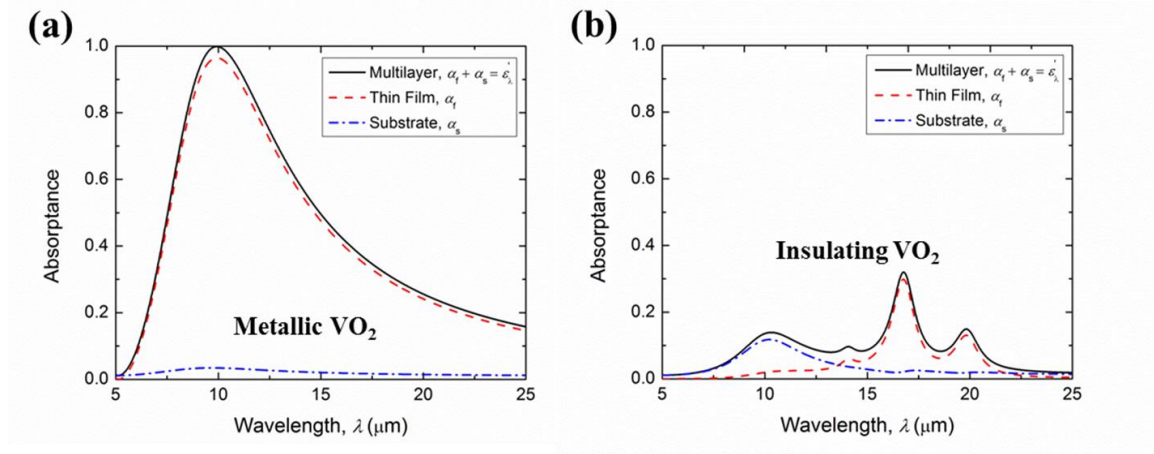 (a)
1.0
0.8
0.6
0.4
0.2
0.0
Absorptance
Multilayer, αf + αs = ελ'
Thin Film, αf
Substrate, αs
Metallic VO2
5
10
15
20
25
Wavelength, λ (μm)
(b)
1.0
0.8
0.6
0.4
0.2
0.0
Absorptance
Multilayer, αf + αs = ελ'
Thin Film, αf
Substrate, αs
Insulating VO2
5
10
15
20
25
Wavelength, λ (μm)